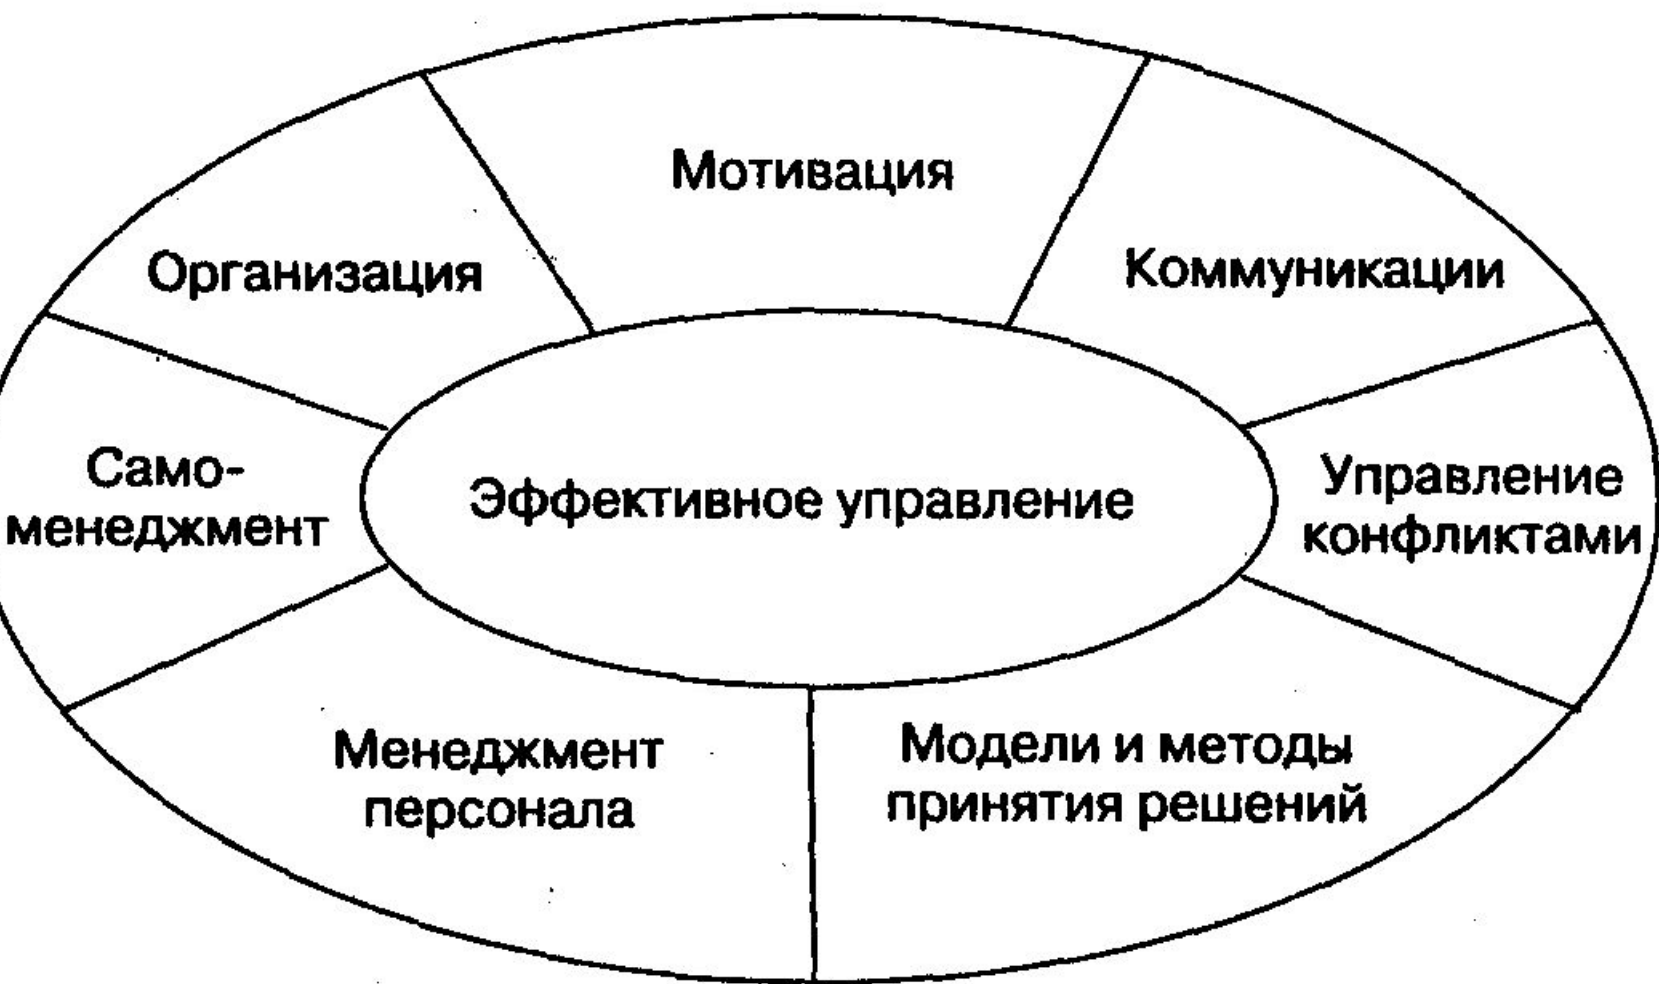 Мотивация
Организация
Коммуникации
Само-
менеджмент
Эффективное управление
Управление
конфликтами
Менеджмент
персонала
Модели и методы
принятия решений